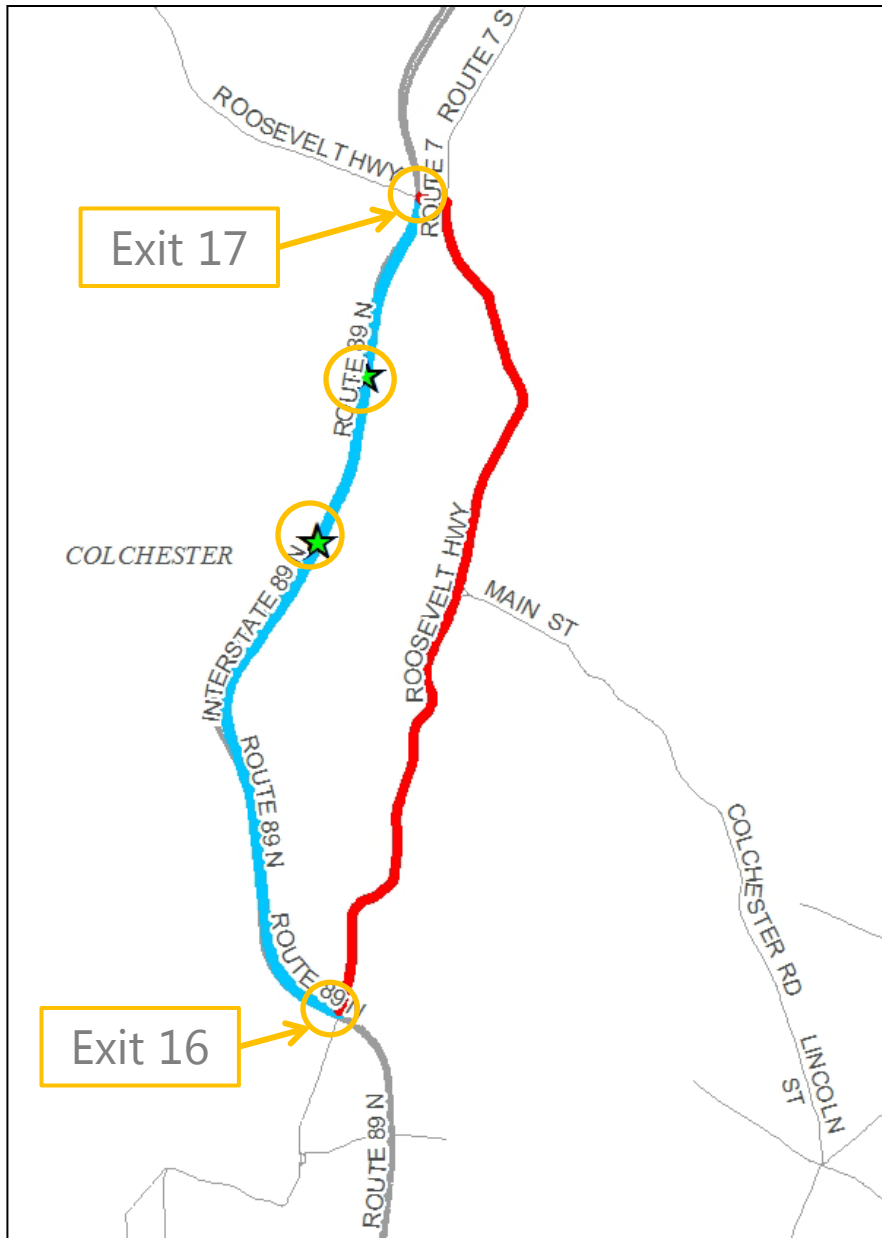 ROUTE 7 S
ROOSEVELT HWY
ROUTE 7
Exit 17
ROUTE 89 N
ROOSEVELT HWY
COLCHESTER
INTERSTATE 89 N
MAIN ST
ROUTE 89 N
COLCHESTER RD
ROUTE 89 N
Exit 16
LINCOLN
ST
ROUTE 89 N